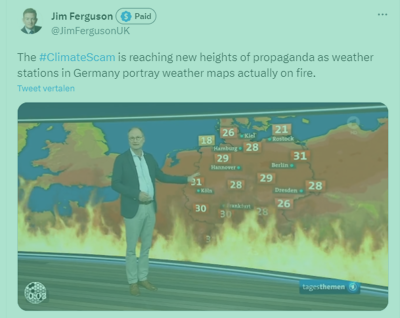 Jim Ferguson $ Paid
@JimFergusonUK
The #ClimateScam is reaching new heights of propaganda as weather
stations in Germany portray weather maps actually on fire.
Tweet vertalen
18 26 Kiel 21
Hamburg 28 Rostock
29 31
Hannover Berlin
31 28 29
Köln Dresden 28
30 30 28 26
tagesthemen